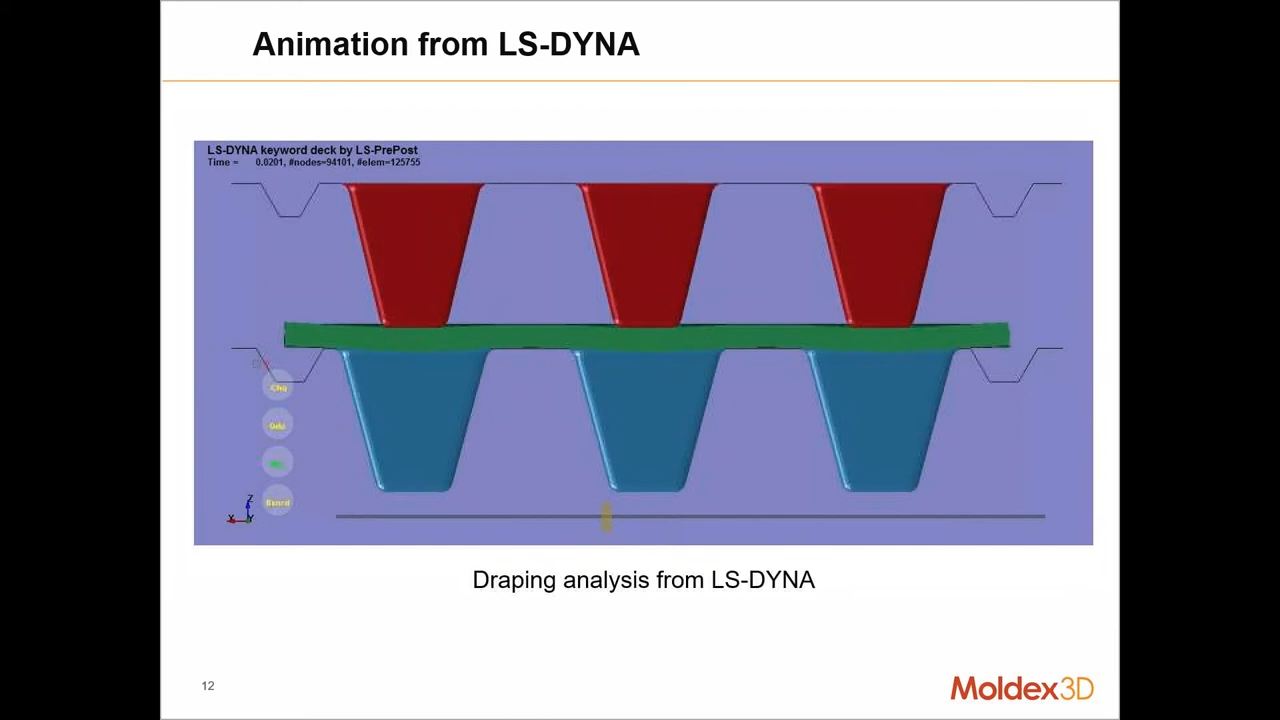 Animation from LS-DYNA
LS-DYNA keyword deck by LS-PrePost
Time = 0.0201, #nodes=94101, #elem=125755
Z
X Y
Draping analysis from LS-DYNA
12
Moldex3D